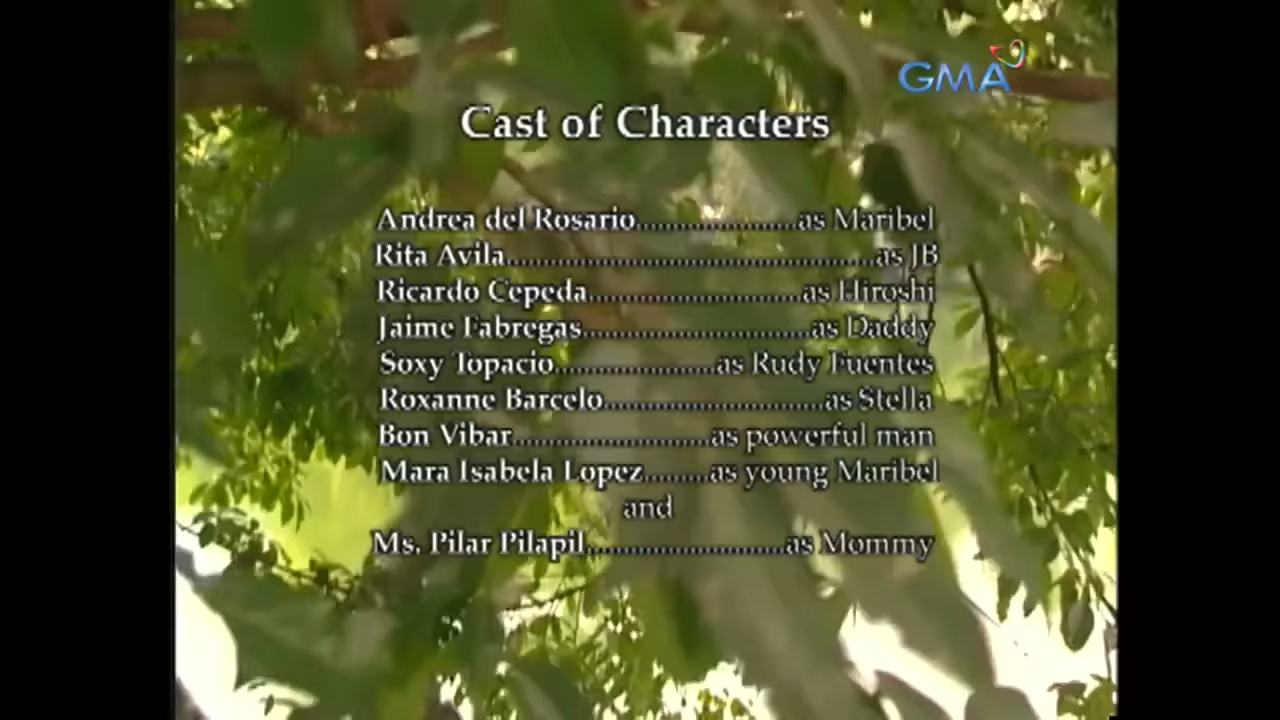 GMA
Cast of Characters
Andrea del Rosario....................as Maribel
Rita Avila..............................................as JB
Ricardo Cepeda...........................as Hiroshi
Jaime Fabregas.............................as Daddy
Soxy Topacio....................as Rudy Fuentes
Roxanne Barcelo...........................as Stella
Bon Vibar.........................as powerful man
Mara Isabela Lopez........as young Maribel
and
Ms. Pilar Pilapil.........................as Mommy